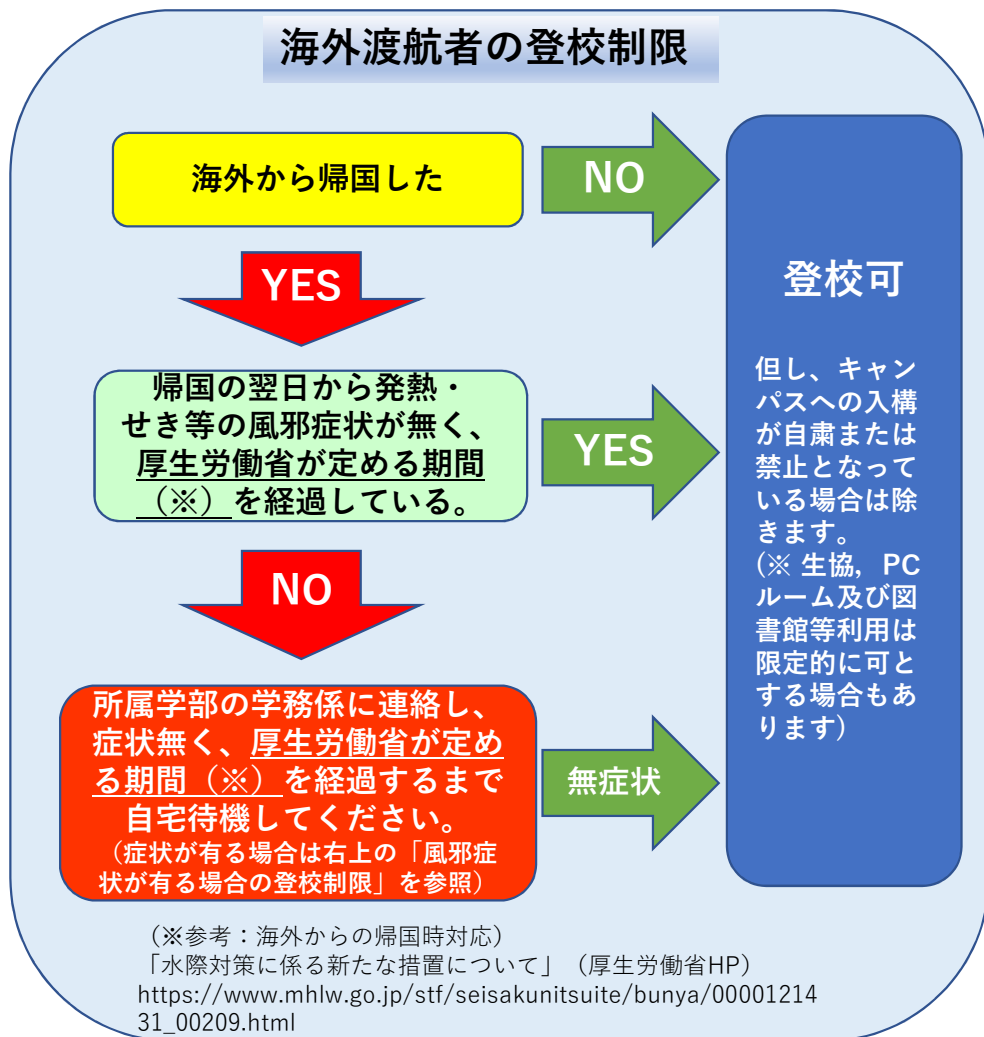 海外渡航者の登校制限
海外から帰国した
NO
YES
帰国の翌日から発熱・
せき等の風邪症状が無く、
厚生労働省が定める期間
（※）を経過している。
YES
NO
所属学部の学務係に連絡し、
症状無く、厚生労働省が定め
る期間（※）を経過するまで
自宅待機してください。
（症状が有る場合は右上の「風邪症
状が有る場合の登校制限」を参照）
無症状
登校可
但し、キャン
パスへの入構
が自粛または
禁止となって
いる場合は除
きます。
(※ 生協，PC
ルーム及び図
書館等利用は
限定的に可と
する場合もあ
ります)
（※参考：海外からの帰国時対応）
「水際対策に係る新たな措置について」（厚生労働省HP）
https://www.mhlw.go.jp/stf/seisakunitsuite/bunya/00001214
31_00209.html